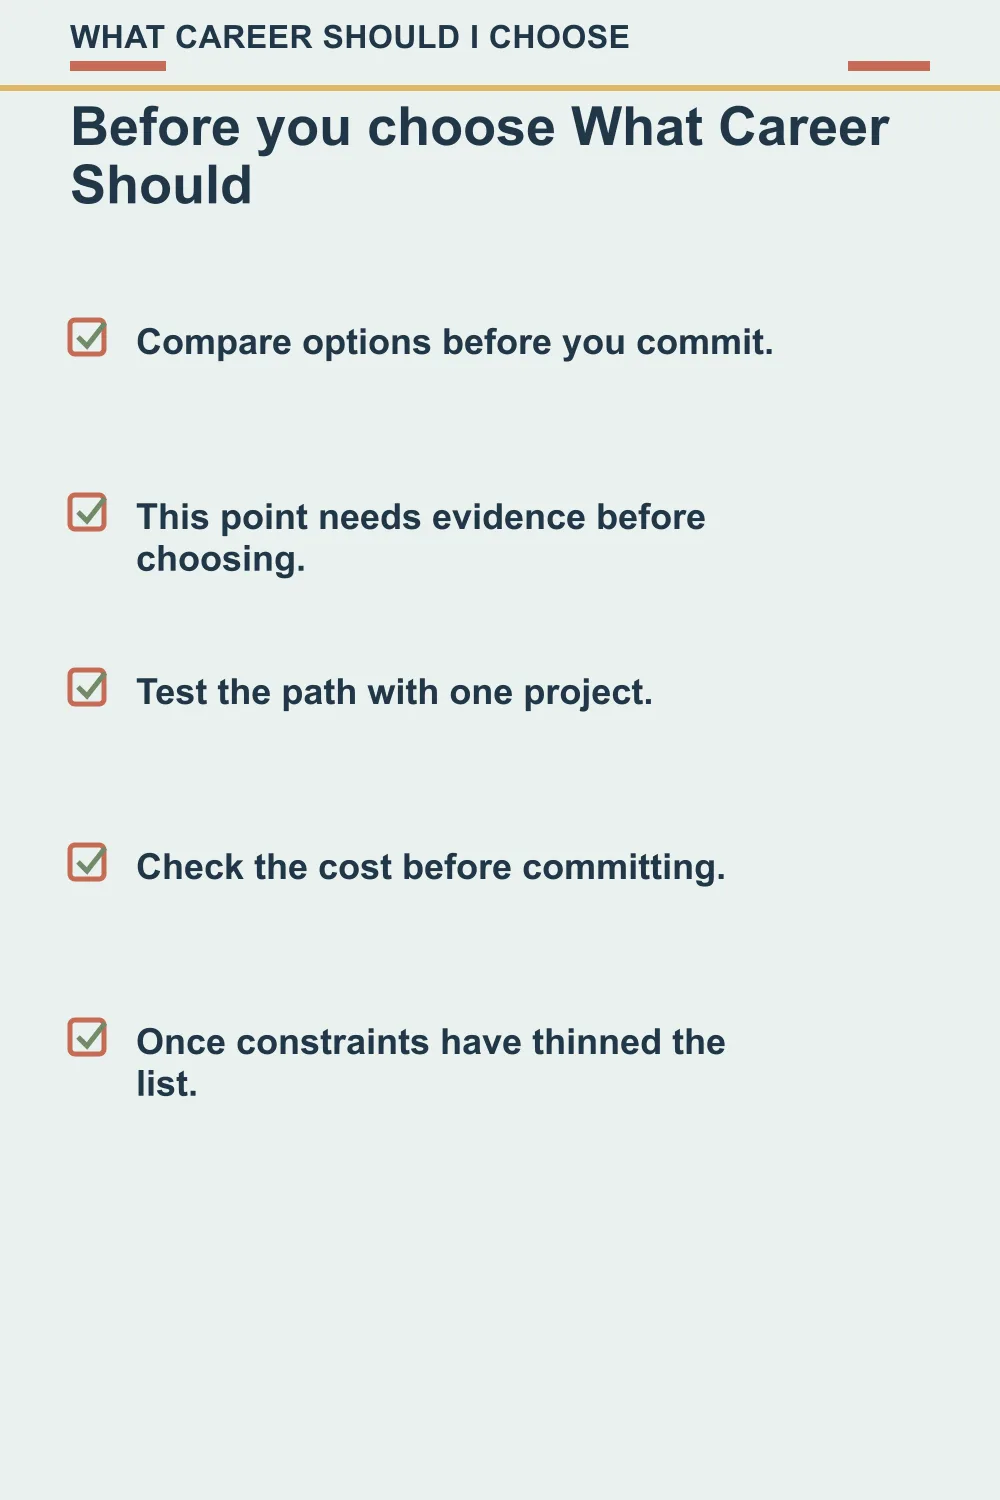 WHAT CAREER SHOULD I CHOOSE
Before you choose What Career
Should
Compare options before you commit.
This point needs evidence before
choosing.
Test the path with one project.
Check the cost before committing.
Once constraints have thinned the
list.